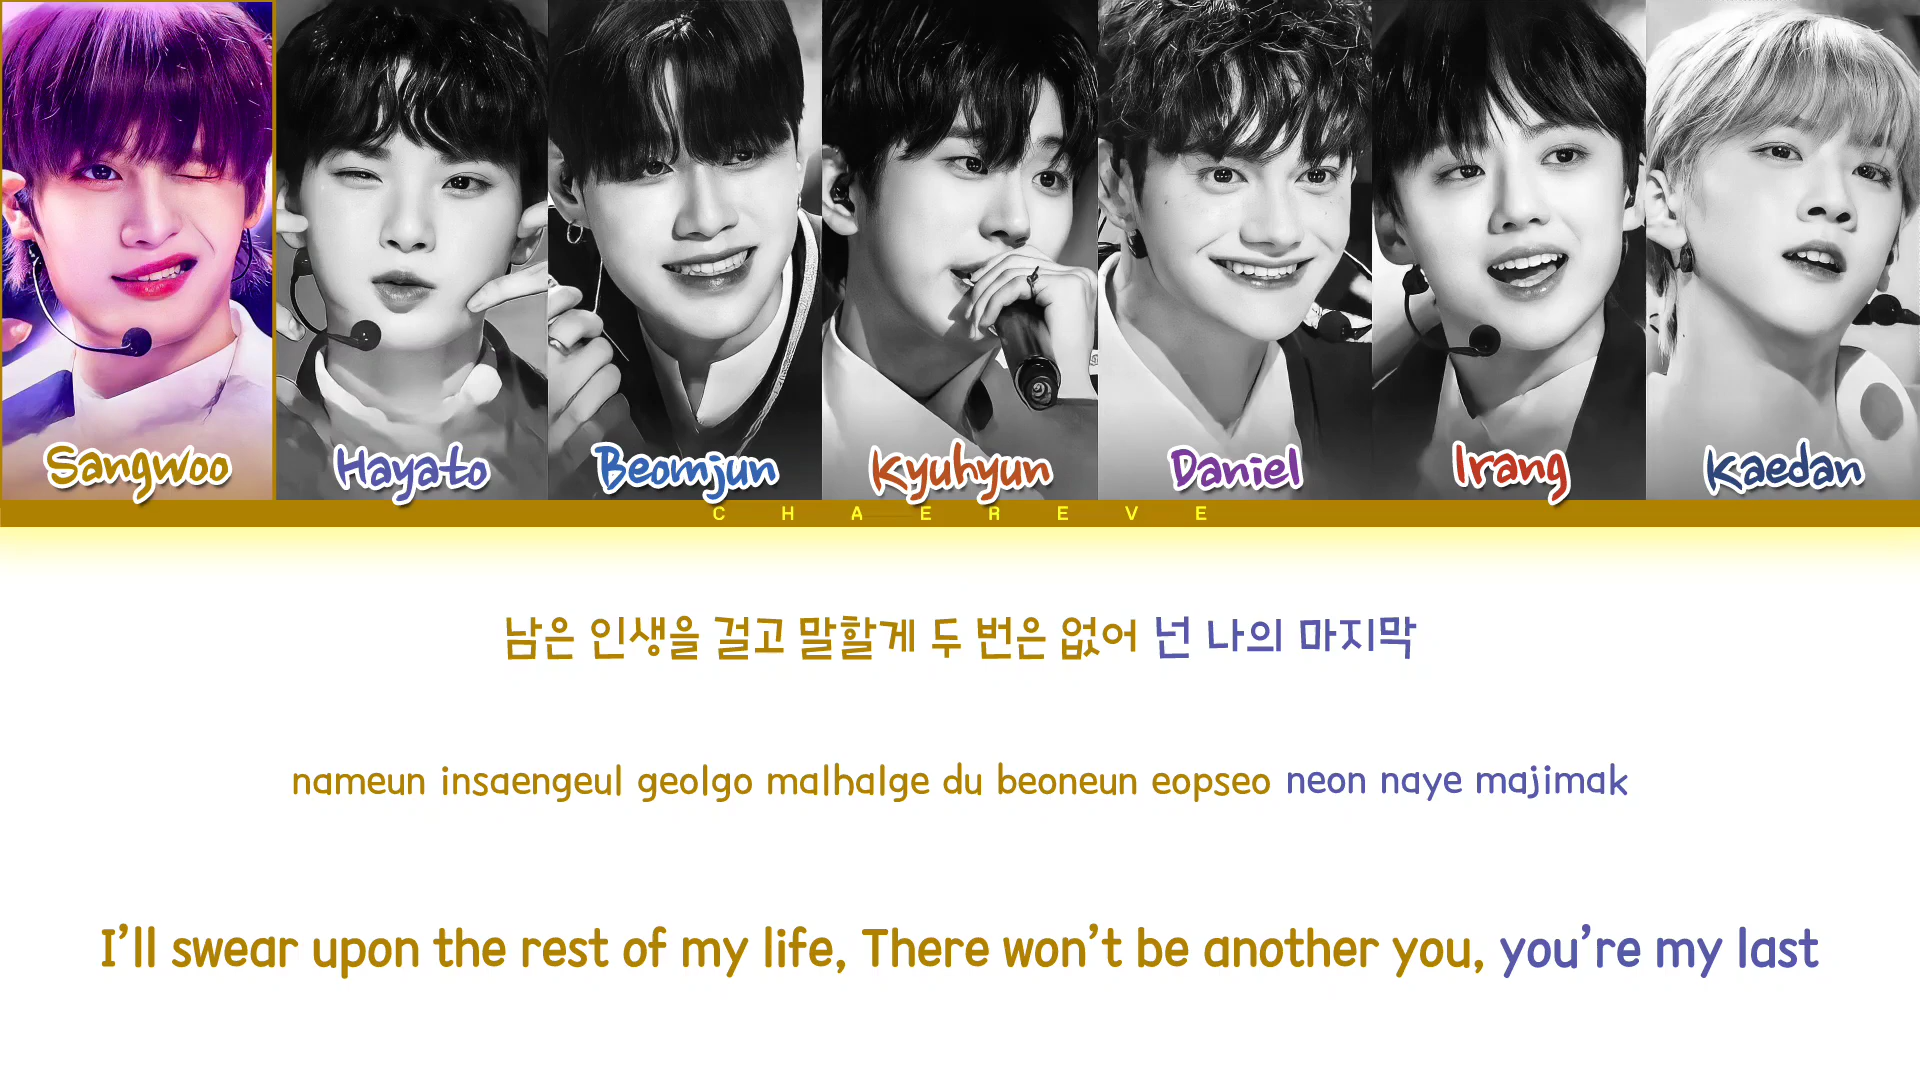 Sangwoo Hayato Beomjun Kyuhyun Daniel Irang Kaedan
CHAEREVE
남은 인생을 걸고 말할게 두 번은 없어 넌 나의 마지막
nameun insaengeul geolgo malhalge du beoneun eopseo neon naye majimak
I’ll swear upon the rest of my life, There won’t be another you, you’re my last